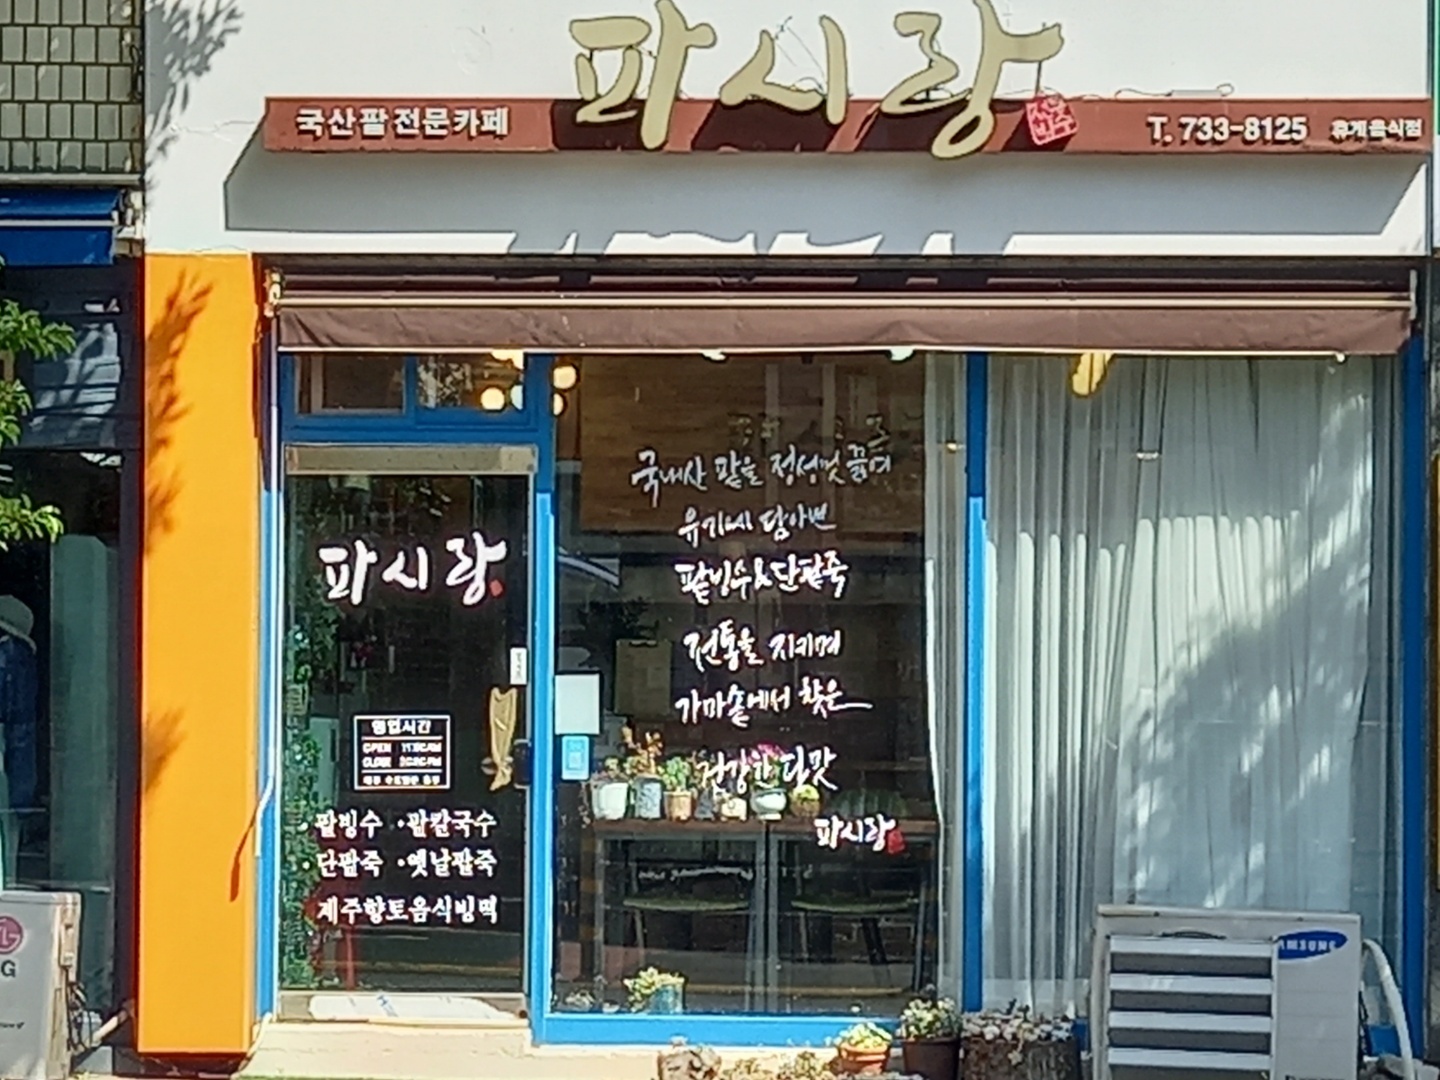 파시랑
국산팥전문카페
T. 733-8125 휴게음식점
국내산 팥을 정성껏 끓여
유기에 담아낸
팥빙수&단팥죽
전통을 지키며
가마솥에서 찾은
건강한 단맛
파시랑
파시랑
영업시간
OPEN
CLOSE
·팥빙수 ·팥칼국수
·단팥죽 ·옛날팥죽
제주향토음식빙떡
SAMSUNG
LG